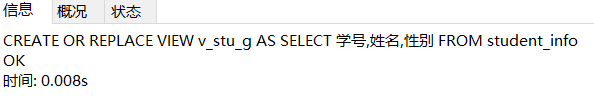 信息 概况 状态
CREATE OR REPLACE VIEW v_stu_g AS SELECT 学号,姓名,性别 FROM student_info
OK
时间: 0.008s